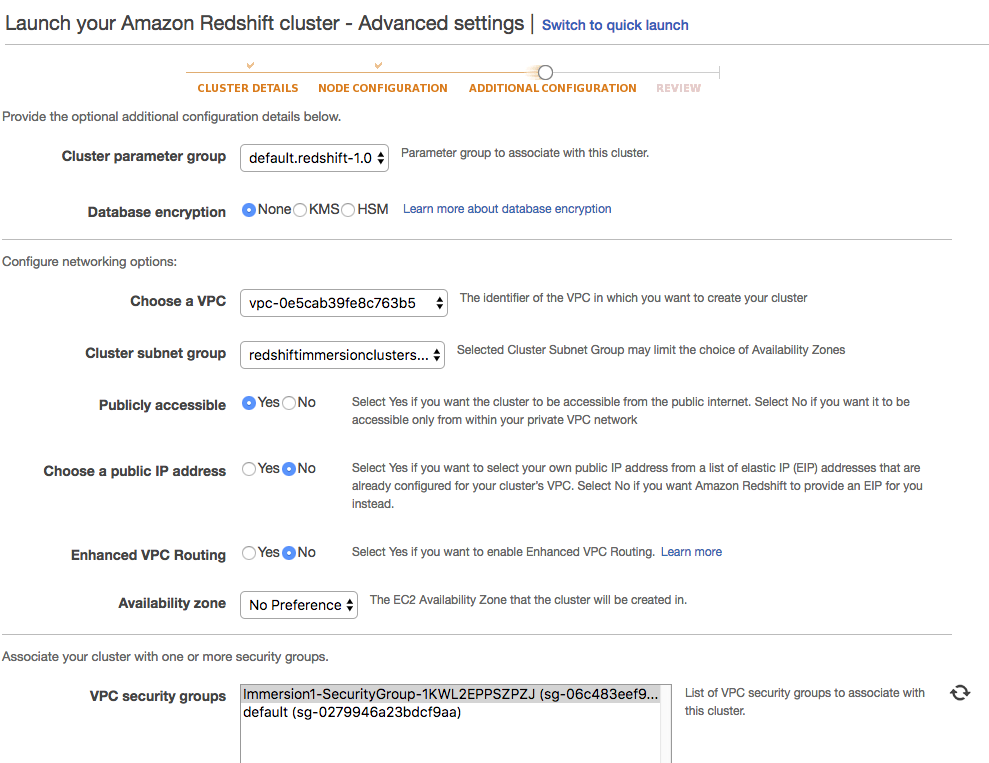 Launch your Amazon Redshift cluster - Advanced settings | Switch to quick launch
CLUSTER DETAILS NODE CONFIGURATION ADDITIONAL CONFIGURATION REVIEW
Provide the optional additional configuration details below.
Cluster parameter group default.redshift-1.0 Parameter group to associate with this cluster.
Database encryption None KMS HSM Learn more about database encryption
Configure networking options:
Choose a VPC vpc-0e5cab39fe8c763b5 The identifier of the VPC in which you want to create your cluster
Cluster subnet group redshiftimmersionclusters... Selected Cluster Subnet Group may limit the choice of Availability Zones
Publicly accessible Yes No Select Yes if you want the cluster to be accessible from the public internet. Select No if you want it to be
accessible only from within your private VPC network
Choose a public IP address Yes No Select Yes if you want to select your own public IP address from a list of elastic IP (EIP) addresses that are
already configured for your cluster's VPC. Select No if you want Amazon Redshift to provide an EIP for you
instead.
Enhanced VPC Routing Yes No Select Yes if you want to enable Enhanced VPC Routing. Learn more
Availability zone No Preference The EC2 Availability Zone that the cluster will be created in.
Associate your cluster with one or more security groups.
VPC security groups Immersion1-SecurityGroup-1KWL2EPPSZPZJ (sg-06c483eef9... List of VPC security groups to associate with
default (sg-0279946a23bdcf9aa) this cluster.